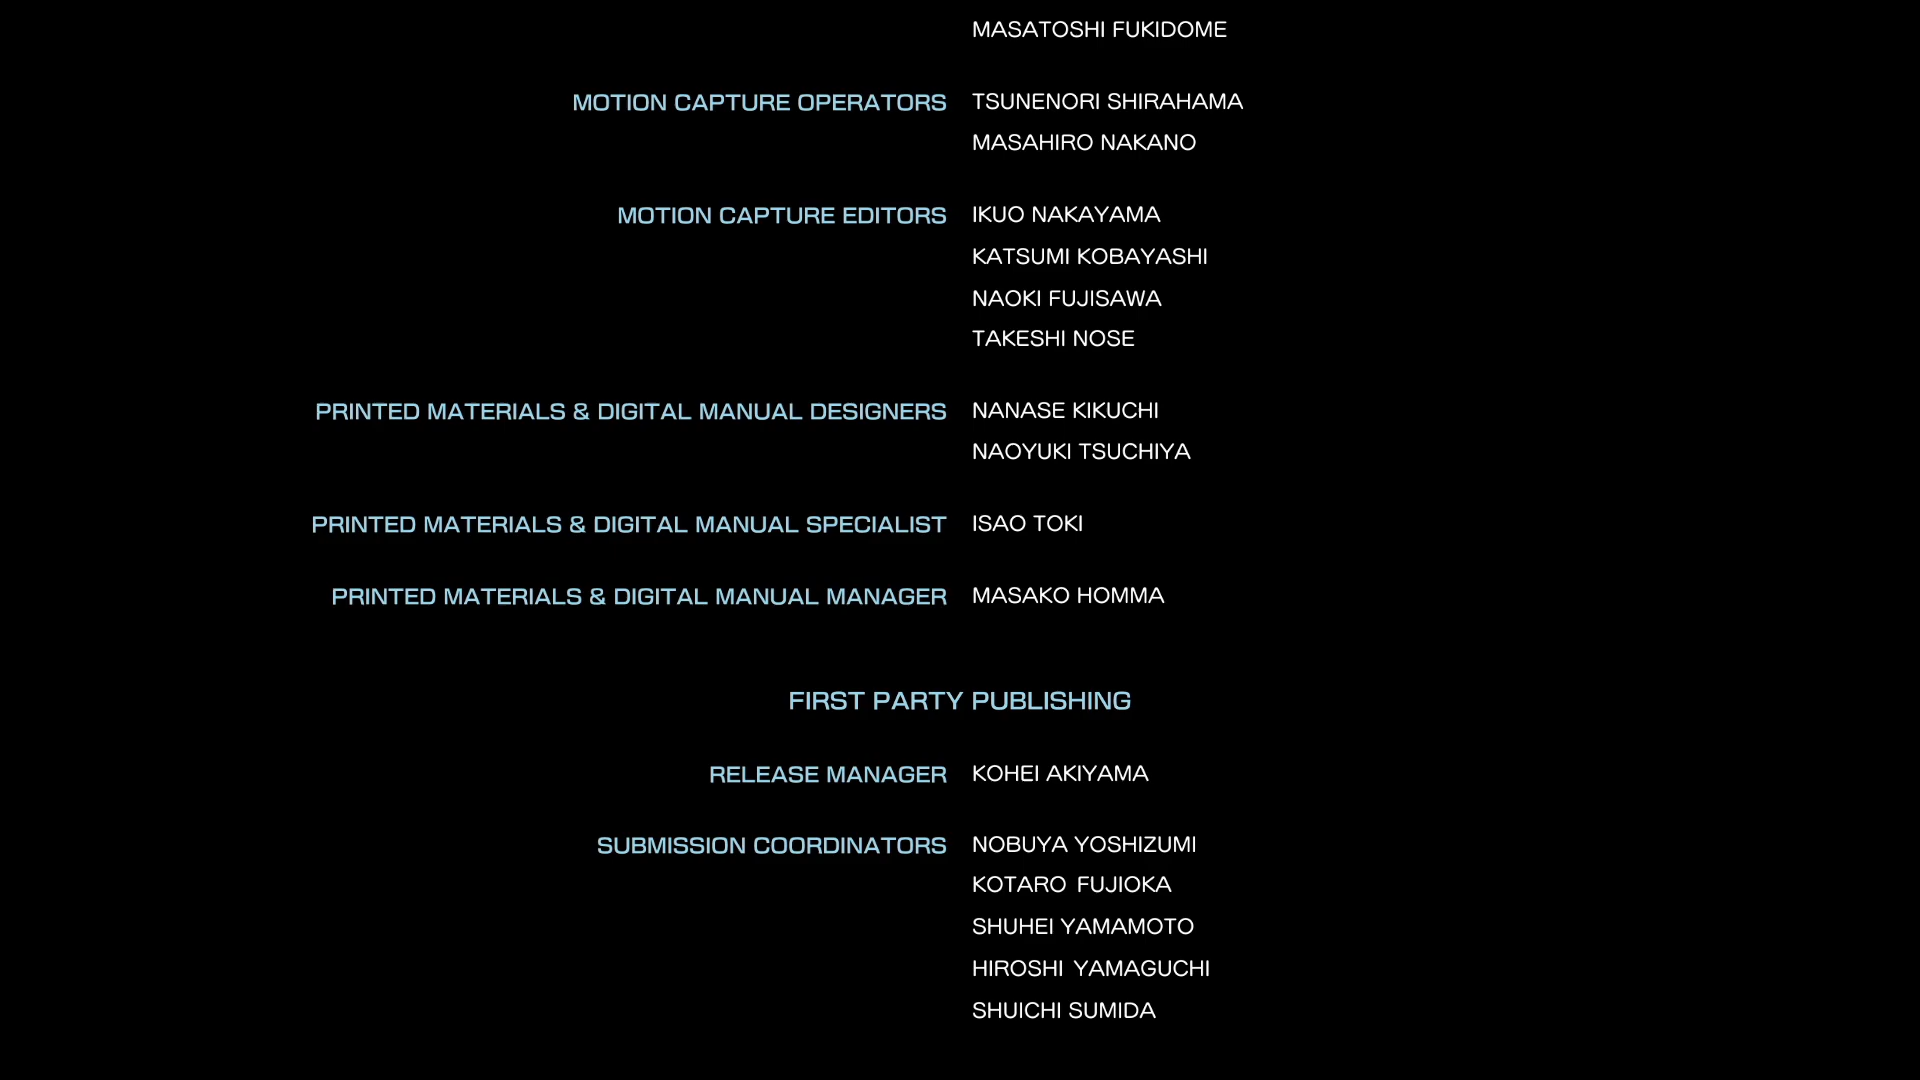 MASATOSHI FUKIDOME
MOTION CAPTURE OPERATORS TSUNENORI SHIRAHAMA
MASAHIRO NAKANO
MOTION CAPTURE EDITORS IKUO NAKAYAMA
KATSUMI KOBAYASHI
NAOKI FUJISAWA
TAKESHI NOSE
PRINTED MATERIALS & DIGITAL MANUAL DESIGNERS NANASE KIKUCHI
NAOYUKI TSUCHIYA
PRINTED MATERIALS & DIGITAL MANUAL SPECIALIST ISAO TOKI
PRINTED MATERIALS & DIGITAL MANUAL MANAGER MASAKO HOMMA
FIRST PARTY PUBLISHING
RELEASE MANAGER KOHEI AKIYAMA
SUBMISSION COORDINATORS NOBUYA YOSHIZUMI
KOTARO FUJIOKA
SHUHEI YAMAMOTO
HIROSHI YAMAGUCHI
SHUICHI SUMIDA